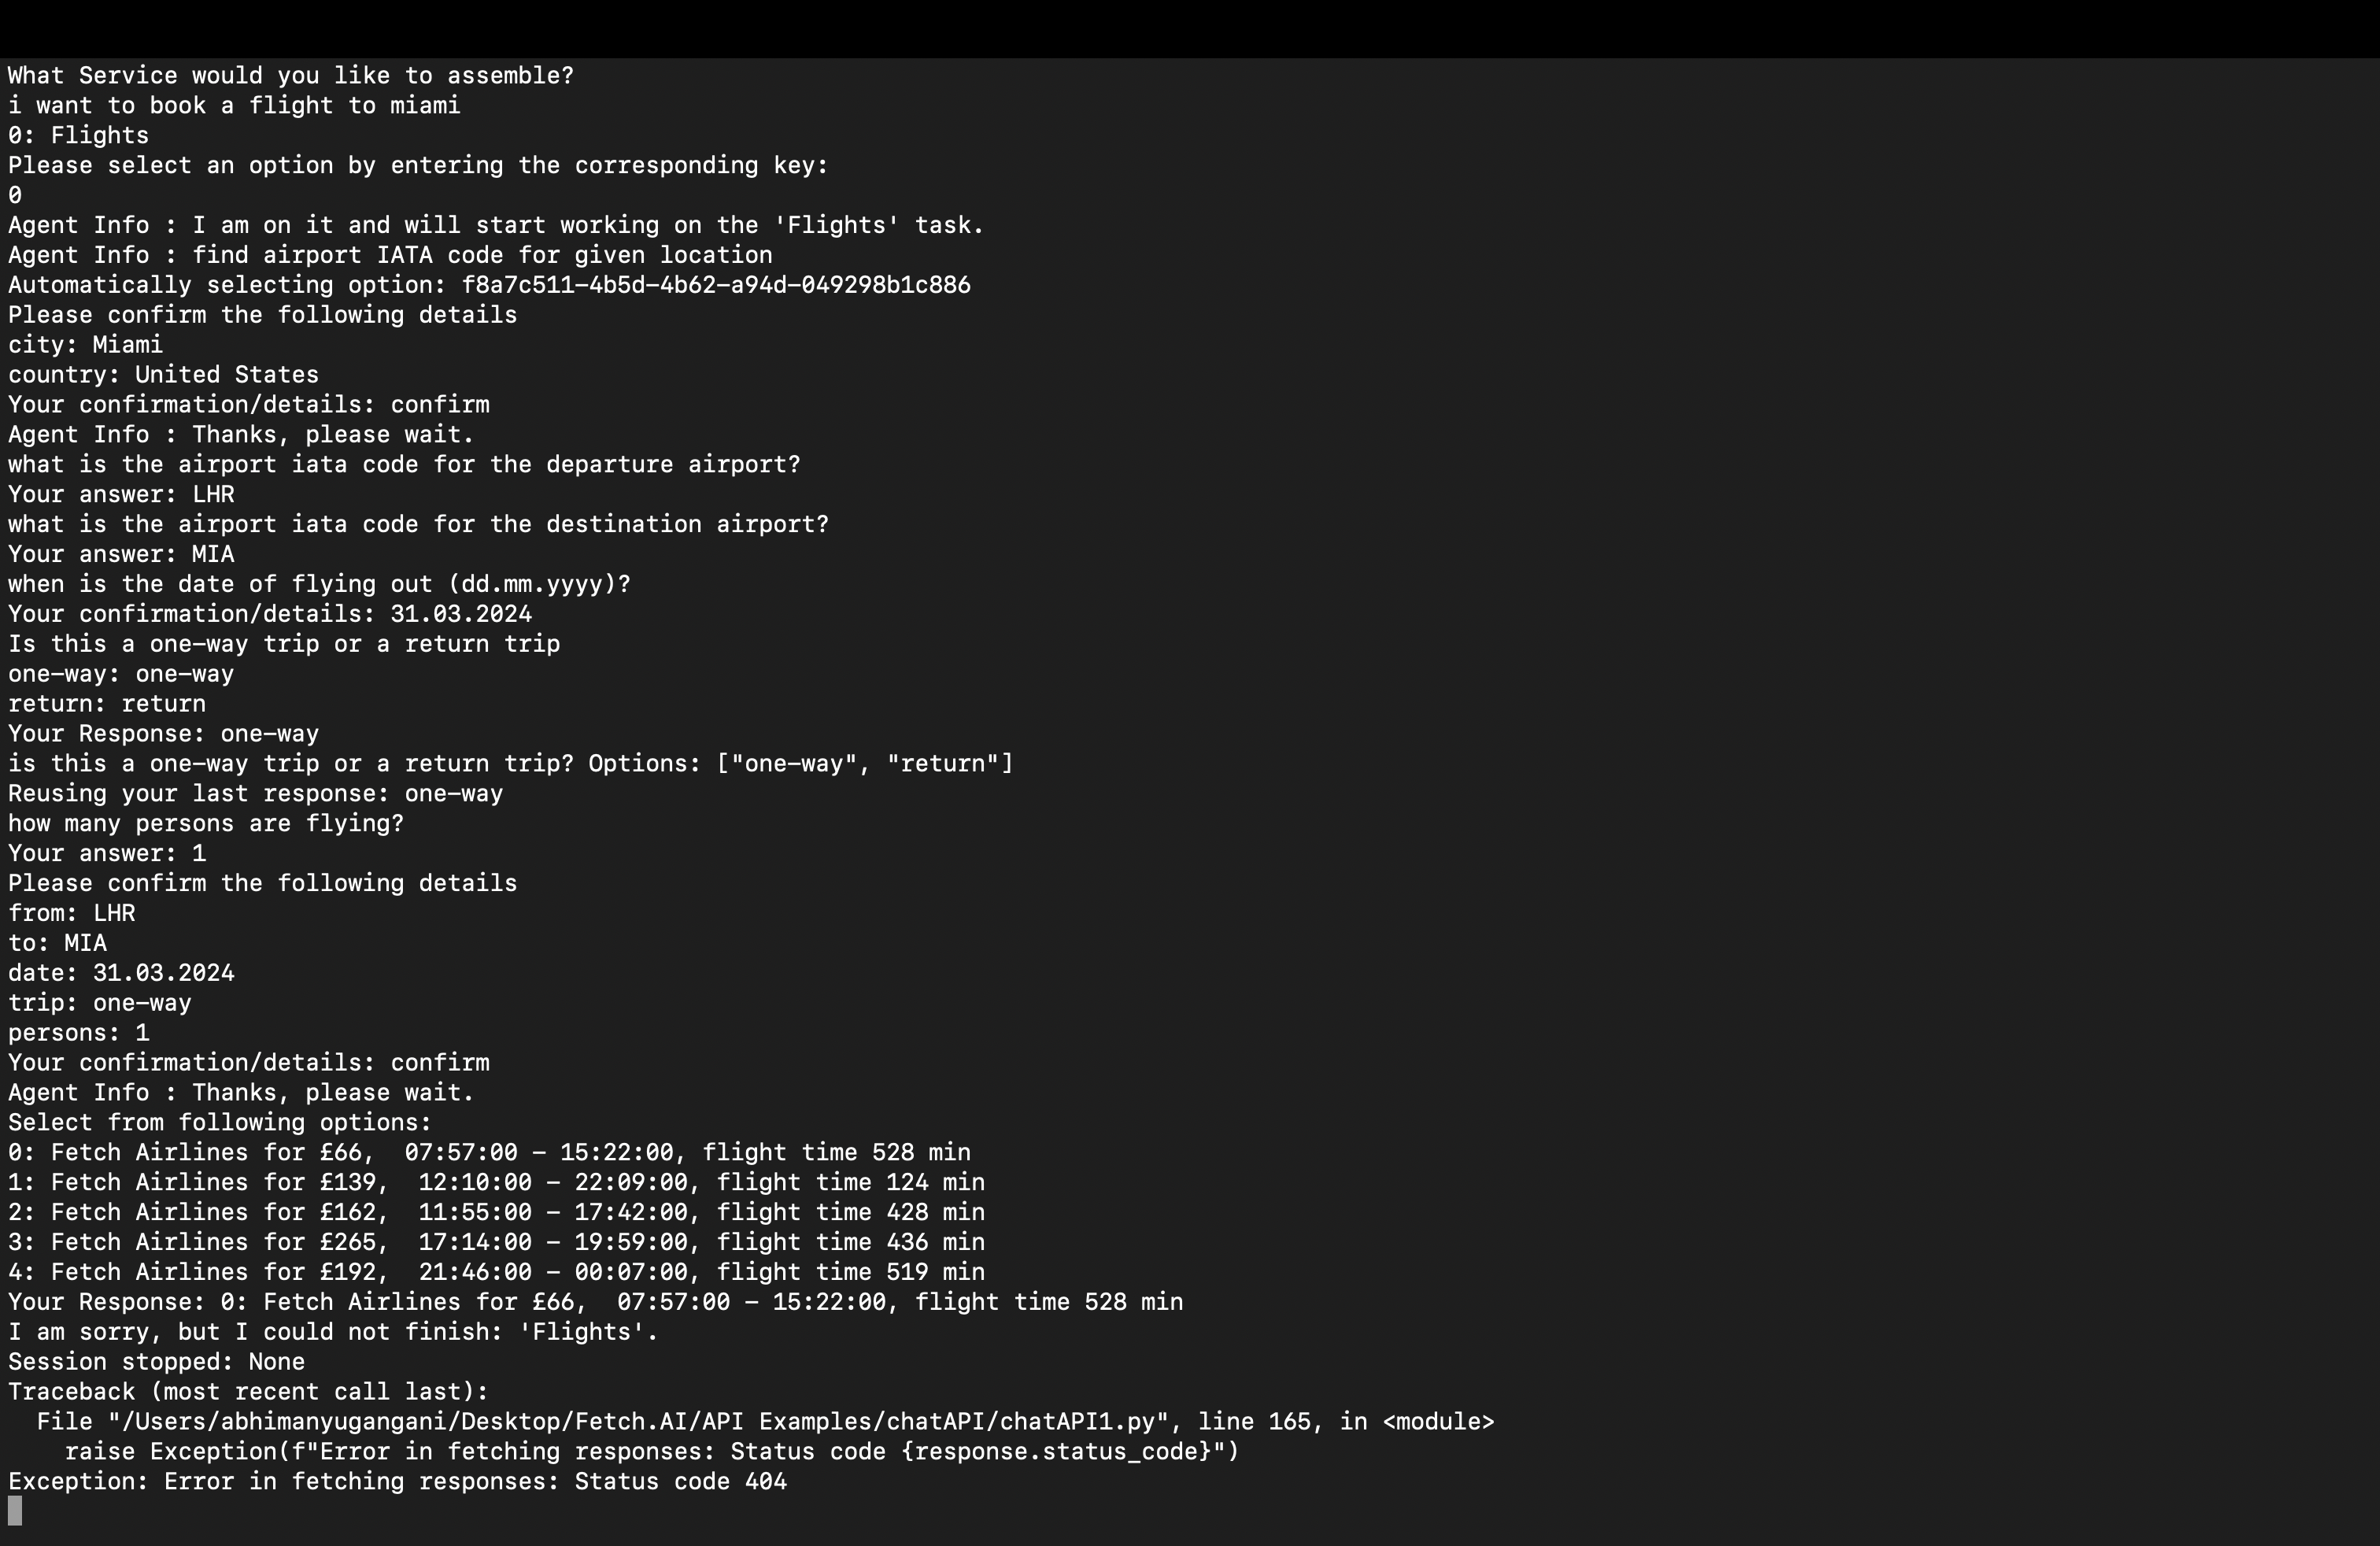 What Service would you like to assemble?
i want to book a flight to miami
0: Flights
Please select an option by entering the corresponding key:
0
Agent Info : I am on it and will start working on the 'Flights' task.
Agent Info : find airport IATA code for given location
Automatically selecting option: f8a7c511-4b5d-4b62-a94d-049298b1c886
Please confirm the following details
city: Miami
country: United States
Your confirmation/details: confirm
Agent Info : Thanks, please wait.
what is the airport iata code for the departure airport?
Your answer: LHR
what is the airport iata code for the destination airport?
Your answer: MIA
when is the date of flying out (dd.mm.yyyy)?
Your confirmation/details: 31.03.2024
Is this a one-way trip or a return trip
one-way: one-way
return: return
Your Response: one-way
is this a one-way trip or a return trip? Options: ["one-way", "return"]
Reusing your last response: one-way
how many persons are flying?
Your answer: 1
Please confirm the following details
from: LHR
to: MIA
date: 31.03.2024
trip: one-way
persons: 1
Your confirmation/details: confirm
Agent Info : Thanks, please wait.
Select from following options:
0: Fetch Airlines for £66,  07:57:00 - 15:22:00, flight time 528 min
1: Fetch Airlines for £139,  12:10:00 - 22:09:00, flight time 124 min
2: Fetch Airlines for £162,  11:55:00 - 17:42:00, flight time 428 min
3: Fetch Airlines for £265,  17:14:00 - 19:59:00, flight time 436 min
4: Fetch Airlines for £192,  21:46:00 - 00:07:00, flight time 519 min
Your Response: 0: Fetch Airlines for £66,  07:57:00 - 15:22:00, flight time 528 min
I am sorry, but I could not finish: 'Flights'.
Session stopped: None
Traceback (most recent call last):
  File "/Users/abhimanyugangani/Desktop/Fetch.AI/API Examples/chatAPI/chatAPI1.py", line 165, in <module>
    raise Exception(f"Error in fetching responses: Status code {response.status_code}")
Exception: Error in fetching responses: Status code 404